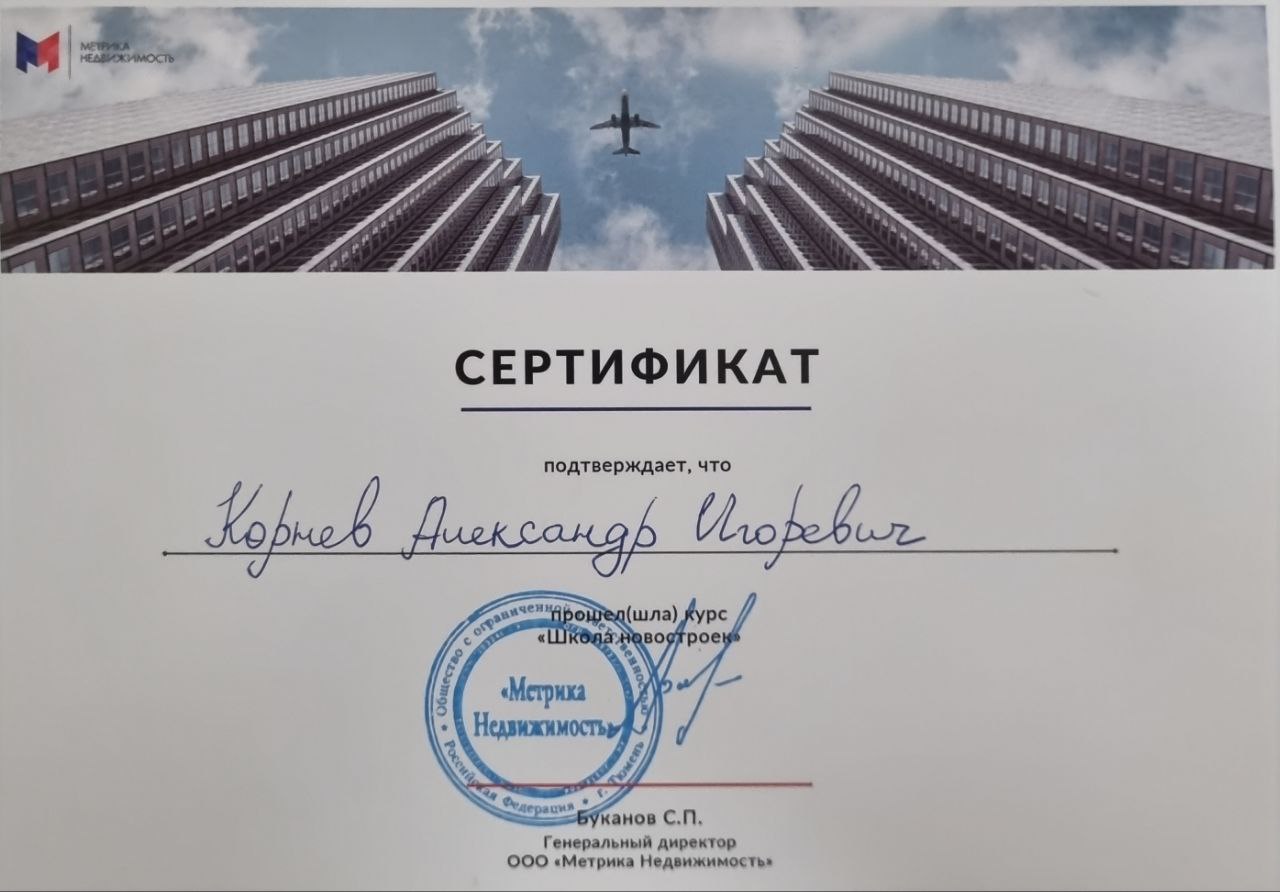 МЕТРИКА
НЕДВИЖИМОСТЬ
СЕРТИФИКАТ
подтверждает, что
Корнев Александр Игоревич
прошел(шла) курс
«Школа новостроек»
Общество с ограниченной ответственностью
«Метрика
Недвижимость»
Российская Федерация • г. Тюмень
Буканов С.П.
Генеральный директор
ООО «Метрика Недвижимость»